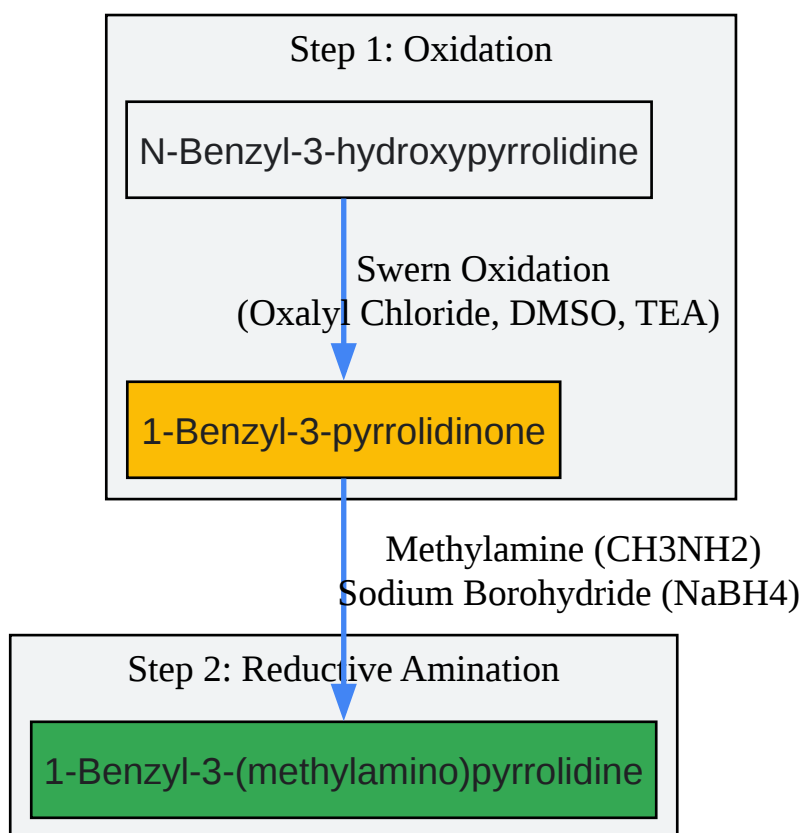 Step 1: Oxidation
N-Benzyl-3-hydroxypyrrolidine
Swern Oxidation
(Oxalyl Chloride, DMSO, TEA)
1-Benzyl-3-pyrrolidinone
Methylamine (CH3NH2)
Sodium Borohydride (NaBH4)
Step 2: Reductive Amination
1-Benzyl-3-(methylamino)pyrrolidine